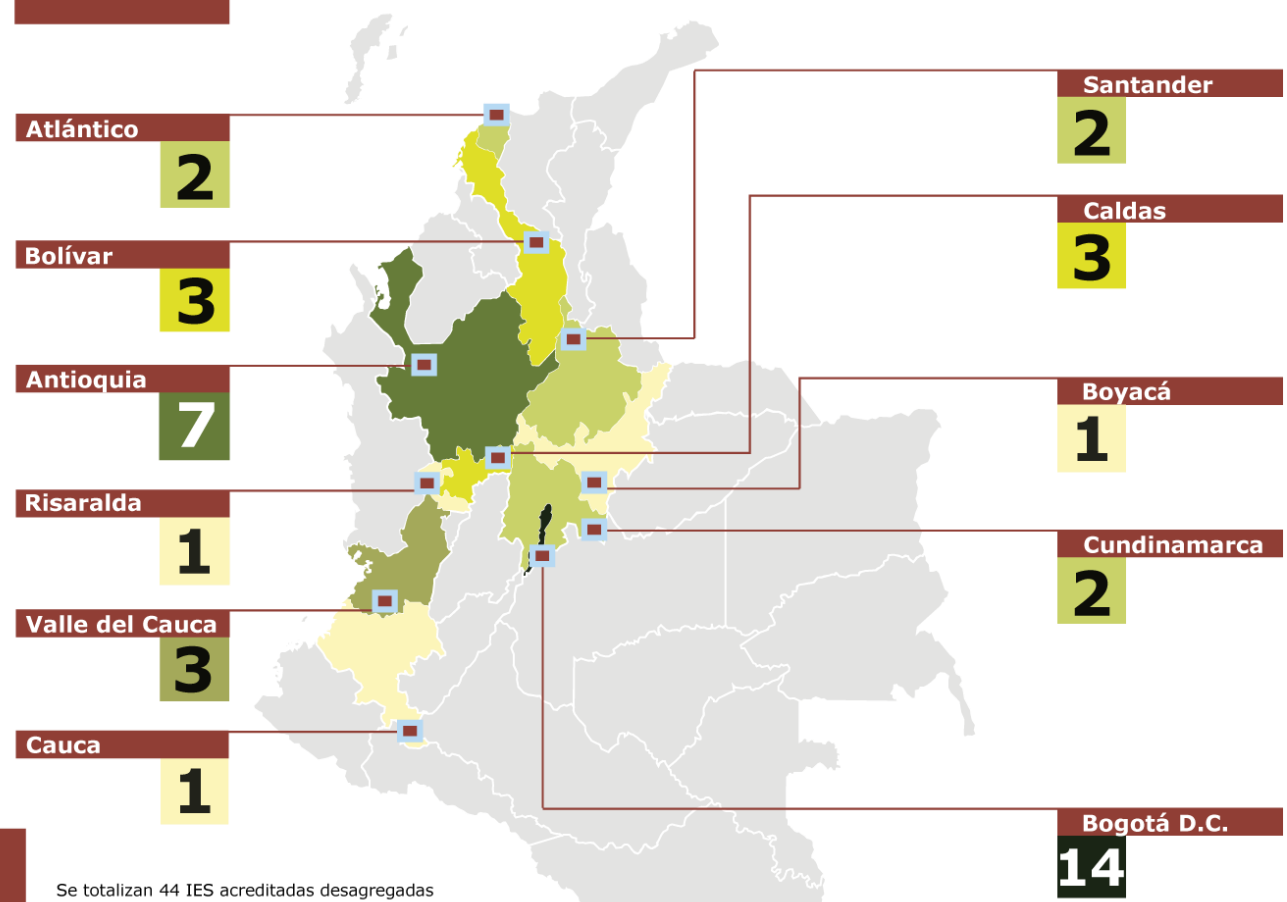 Atlántico
2
Bolívar
3
Antioquia
7
Risaralda
1
Valle del Cauca
3
Cauca
1
Santander
2
Caldas
3
Boyacá
1
Cundinamarca
2
Bogotá D.C.
14
Se totalizan 44 IES acreditadas desagregadas